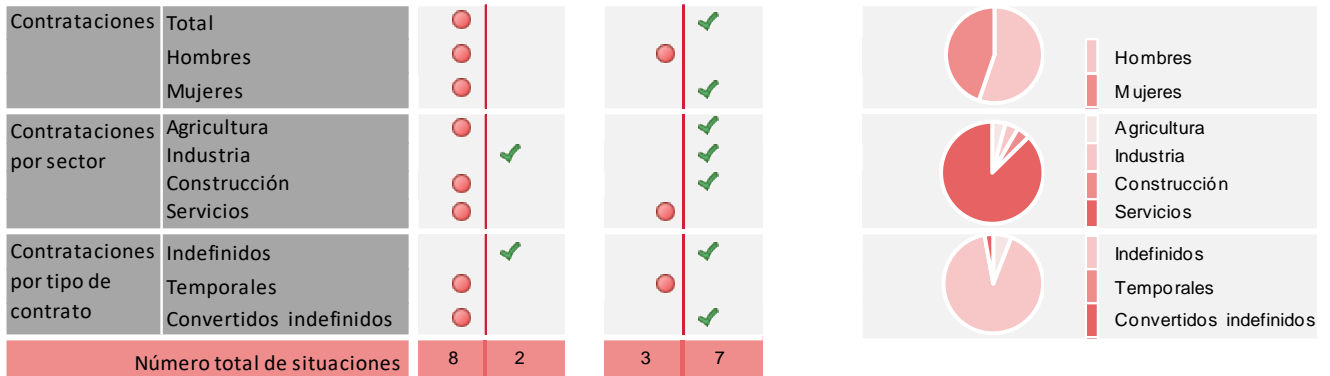 Contrataciones
Total
Hombres
Mujeres
Hombres
Mujeres
Contrataciones
por sector
Agricultura
Industria
Construcción
Servicios
Agricultura
Industria
Construcción
Servicios
Contrataciones
por tipo de
contrato
Indefinidos
Temporales
Convertidos indefinidos
Indefinidos
Temporales
Convertidos indefinidos
Número total de situaciones 8 2 3 7